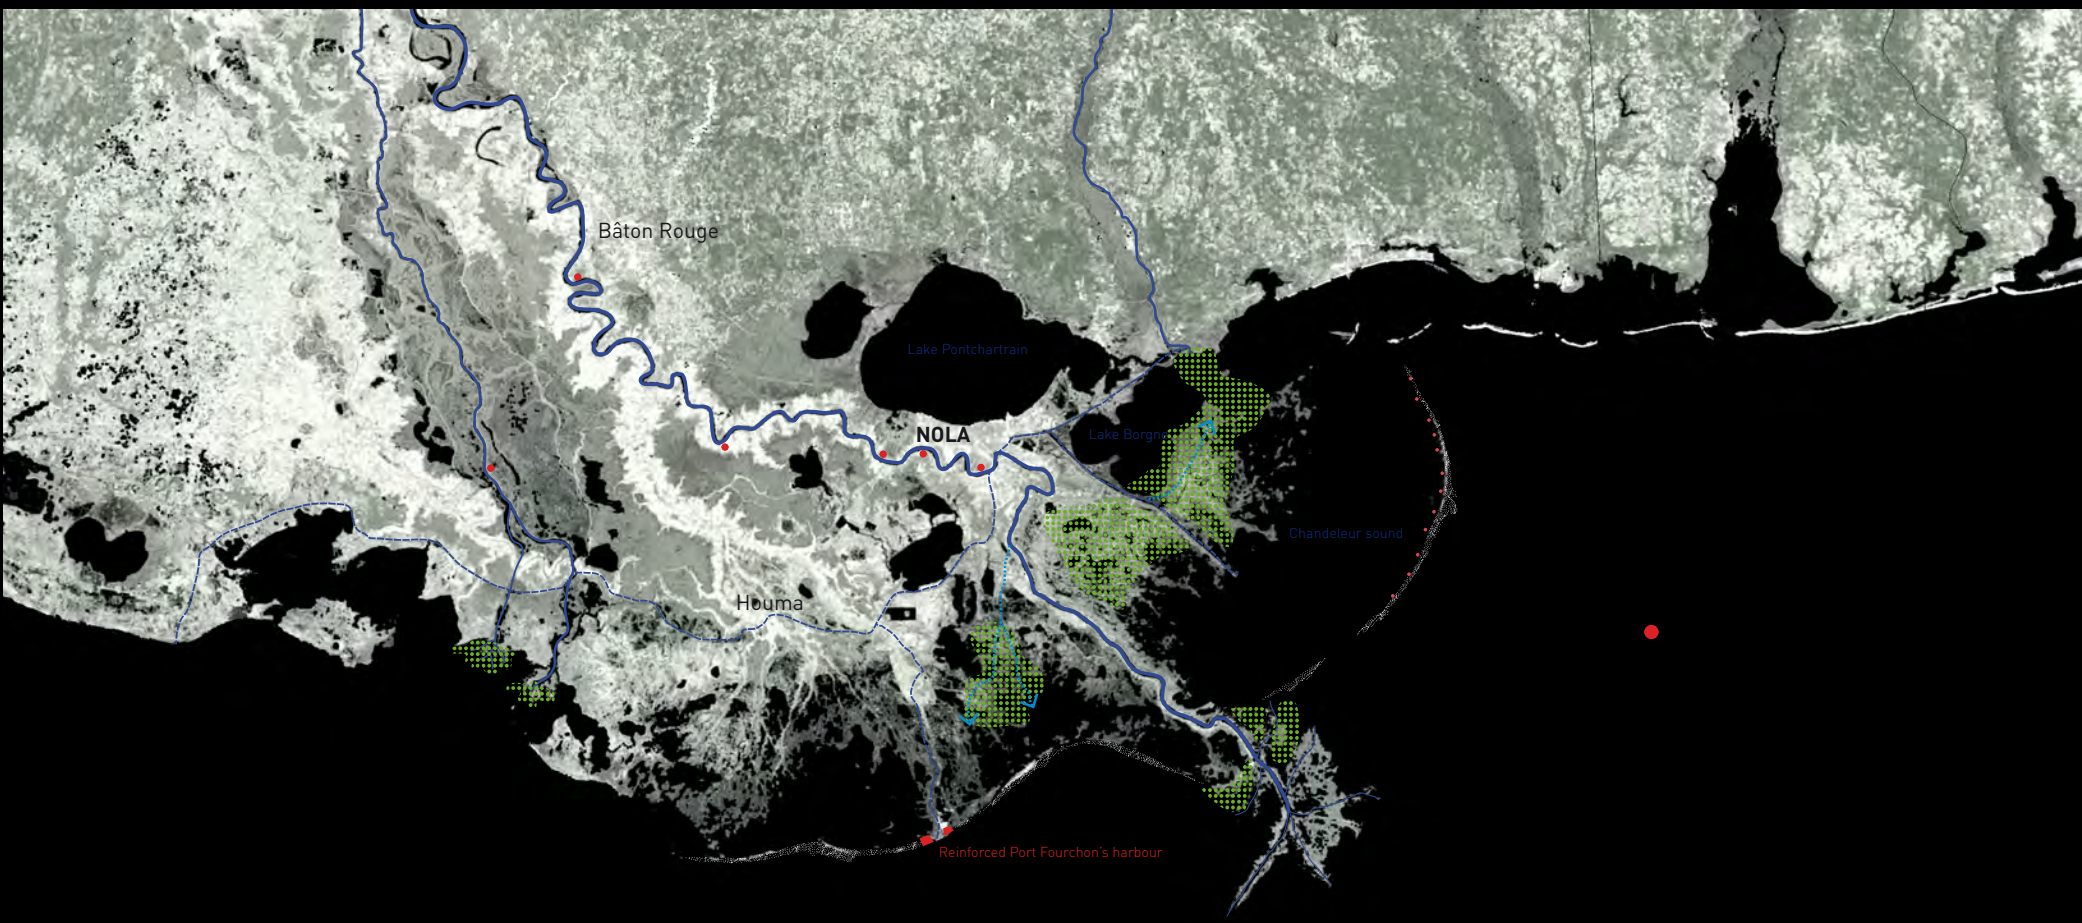 Bâton Rouge
Lake Pontchartrain
NOLA
Lake Borgne
Chandeleur sound
Houma
Reinforced Port Fourchon's harbour